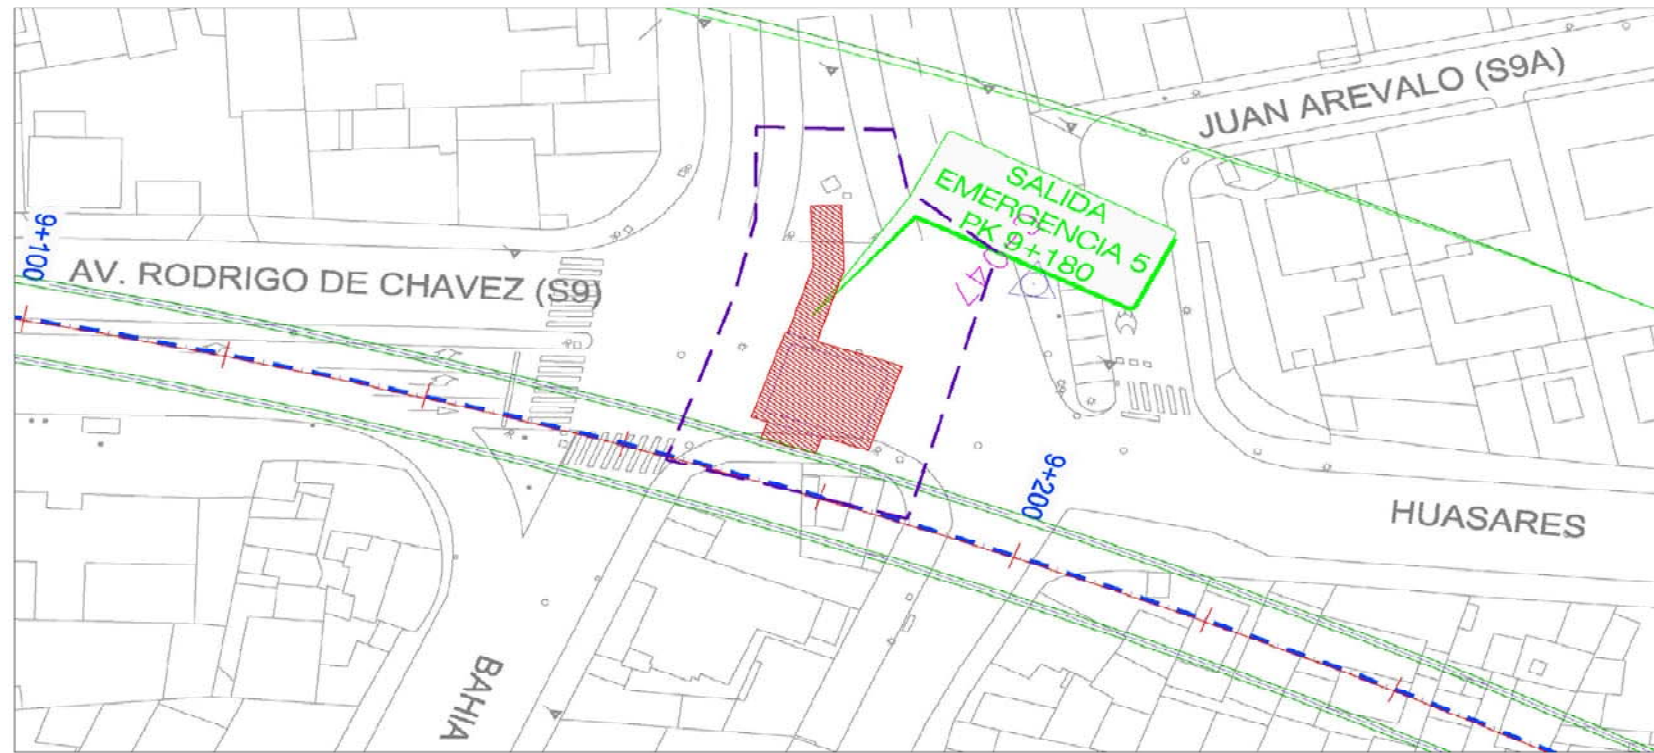 JUAN AREVALO (S9A)
SALIDA
EMERGENCIA 5
PK 9+180
9+100
AV. RODRIGO DE CHAVEZ (S9)
9+200
HUASARES
BAHIA